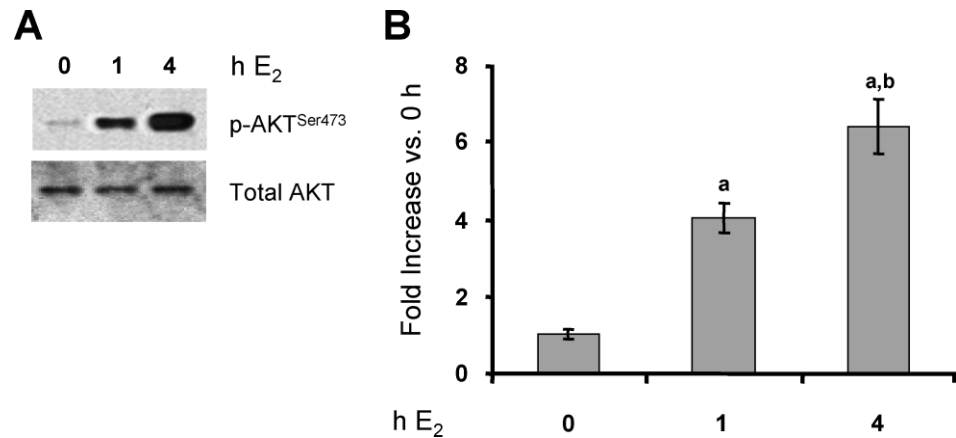 A
0 1 4 h E₂
p-AKTSer473
Total AKT
B
Fold Increase vs. 0 h
8
6
4
2
0
a
a,b
h E₂ 0 1 4